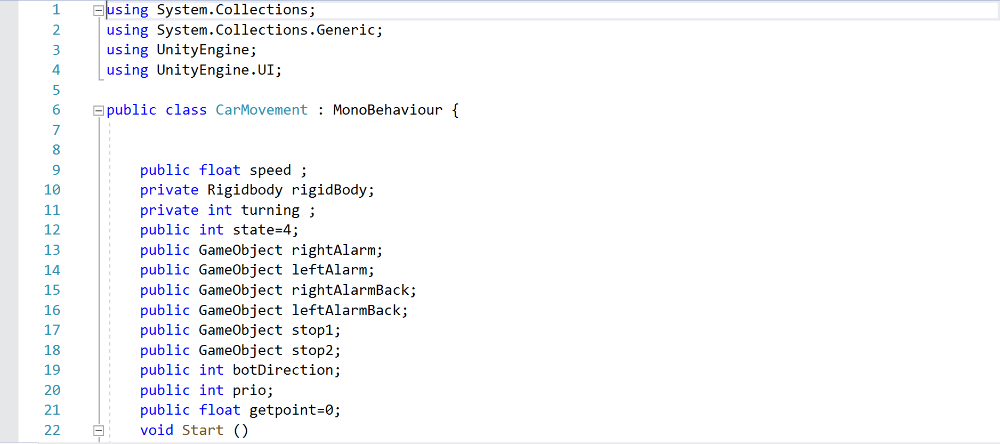 1 using System.Collections;
2 using System.Collections.Generic;
3 using UnityEngine;
4 using UnityEngine.UI;
5
6 public class CarMovement : MonoBehaviour {
7
8
9 public float speed ;
10 private Rigidbody rigidBody;
11 private int turning ;
12 public int state=4;
13 public GameObject rightAlarm;
14 public GameObject leftAlarm;
15 public GameObject rightAlarmBack;
16 public GameObject leftAlarmBack;
17 public GameObject stop1;
18 public GameObject stop2;
19 public int botDirection;
20 public int prio;
21 public float getpoint=0;
22 void Start ()